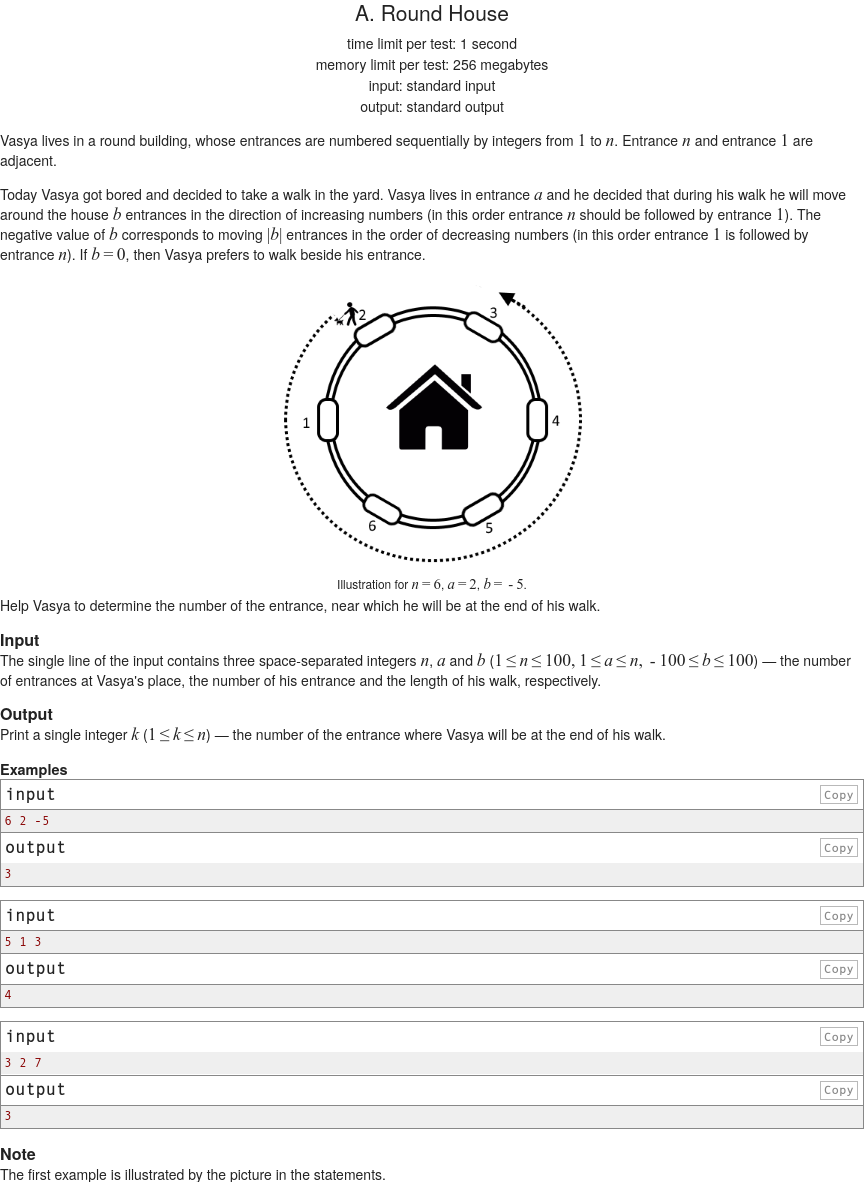 A. Round House
time limit per test: 1 second
memory limit per test: 256 megabytes
input: standard input
output: standard output
Vasya lives in a round building, whose entrances are numbered sequentially by integers from 1 to n. Entrance n and entrance 1 are
adjacent.
Today Vasya got bored and decided to take a walk in the yard. Vasya lives in entrance a and he decided that during his walk he will move
around the house b entrances in the direction of increasing numbers (in this order entrance n should be followed by entrance 1). The
negative value of b corresponds to moving |b| entrances in the order of decreasing numbers (in this order entrance 1 is followed by
entrance n). If b = 0, then Vasya prefers to walk beside his entrance.
2
3
1
4
6
5
Illustration for n = 6, a = 2, b = - 5.
Help Vasya to determine the number of the entrance, near which he will be at the end of his walk.
Input
The single line of the input contains three space-separated integers n, a and b (1 ≤ n ≤ 100, 1 ≤ a ≤ n, - 100 ≤ b ≤ 100) — the number
of entrances at Vasya's place, the number of his entrance and the length of his walk, respectively.
Output
Print a single integer k (1 ≤ k ≤ n) — the number of the entrance where Vasya will be at the end of his walk.
Examples
input Copy
6 2 -5
output Copy
3
input Copy
5 1 3
output Copy
4
input Copy
3 2 7
output Copy
3
Note
The first example is illustrated by the picture in the statements.